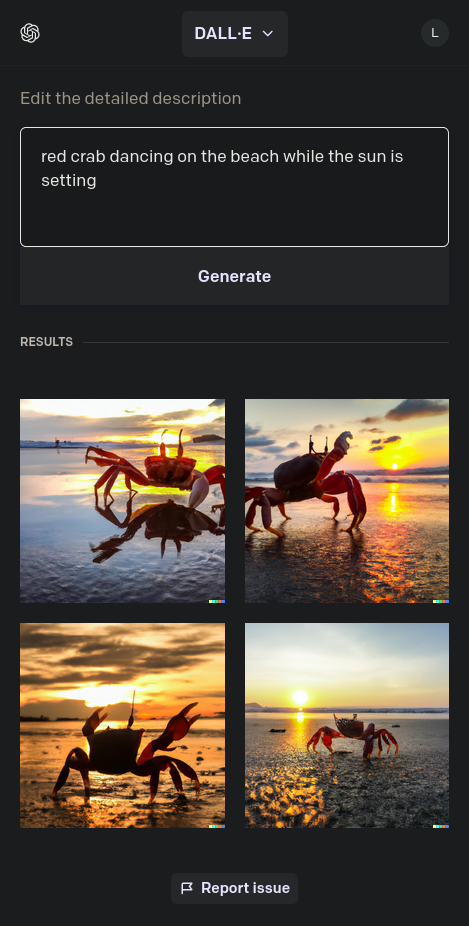 DALL·E
L
Edit the detailed description
red crab dancing on the beach while the sun is
setting
Generate
RESULTS
Report issue